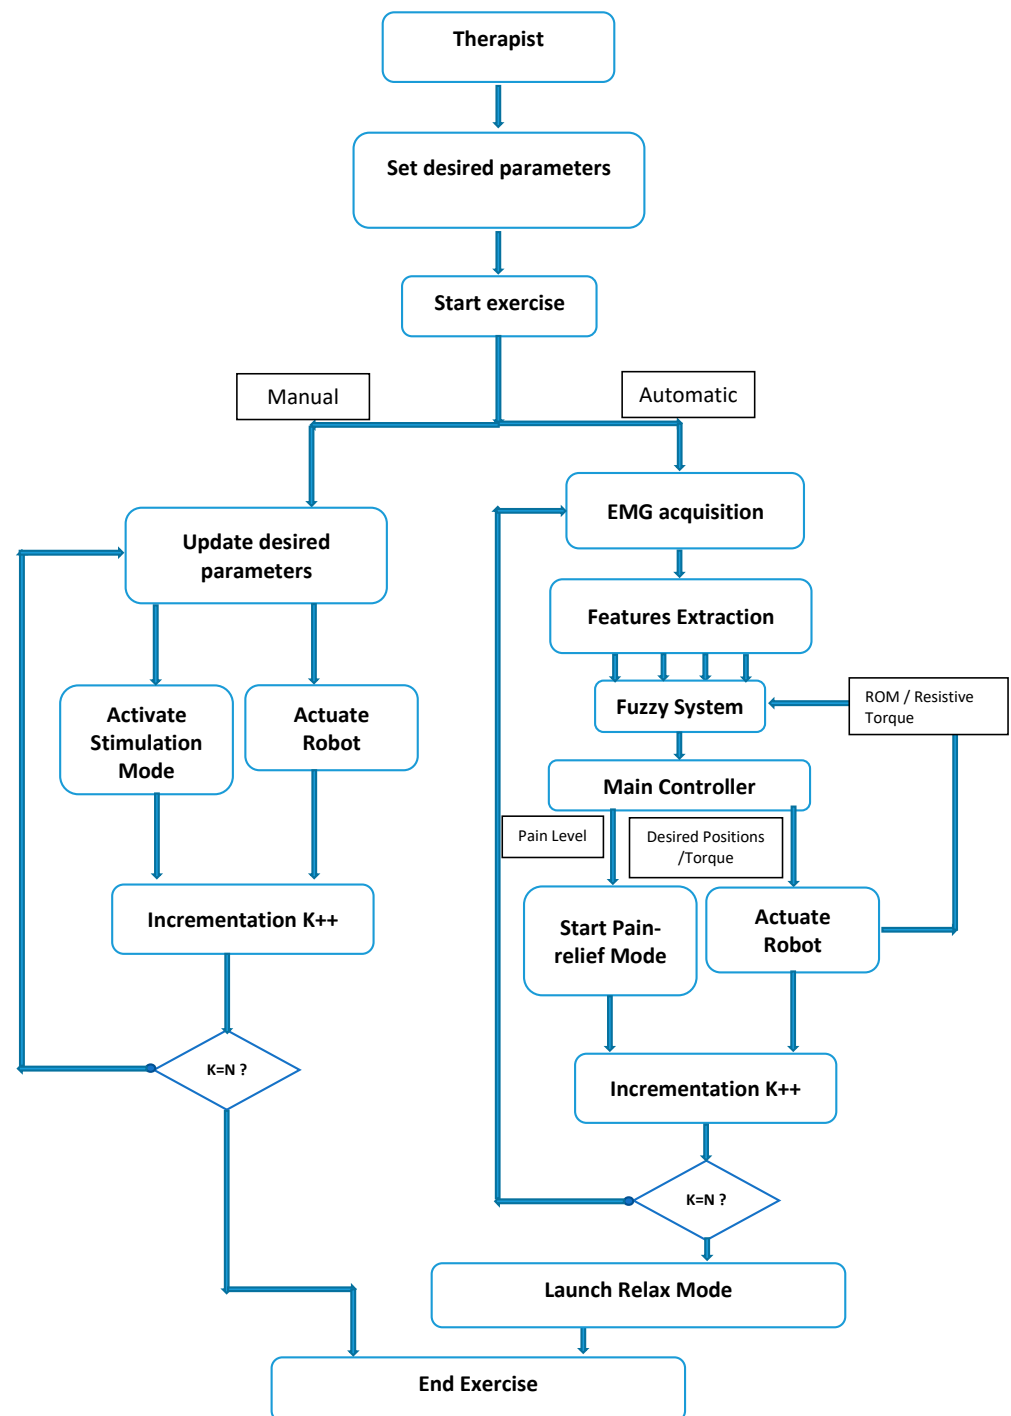 Therapist
Set desired parameters
Start exercise
Manual
Automatic
Update desired
parameters
EMG acquisition
Features Extraction
Activate
Stimulation
Mode
Actuate
Robot
Fuzzy System
ROM / Resistive
Torque
Main Controller
Pain Level
Desired Positions
/Torque
Incrementation K++
Start Pain-
relief Mode
Actuate
Robot
K=N ?
Incrementation K++
K=N ?
Launch Relax Mode
End Exercise